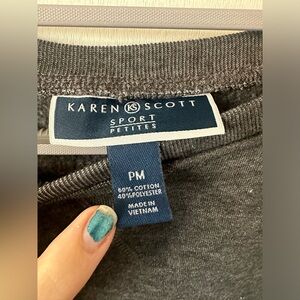 KAREN KS SCOTT
SPORT
PETITES
PM
60% COTTON
40% POLYESTER
MADE IN
VIETNAM